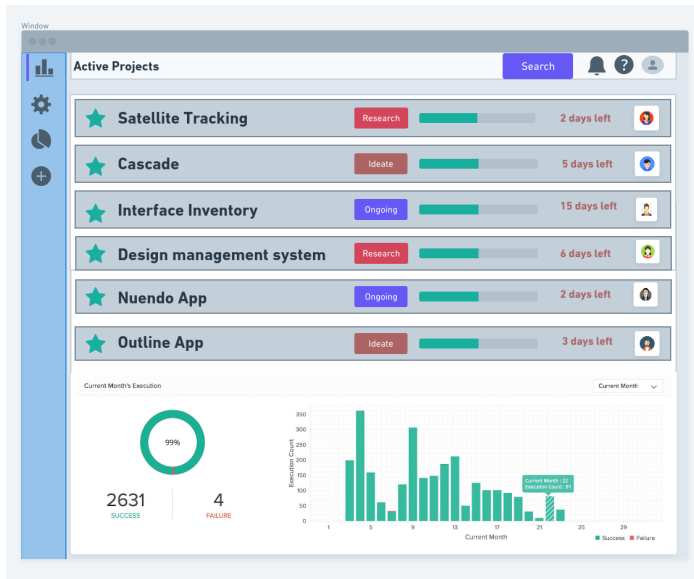 Window
Active Projects
Search
?
Satellite Tracking Research 2 days left
Cascade Ideate 5 days left
Interface Inventory Ongoing 15 days left
Design management system Research 6 days left
Nuendo App Ongoing 2 days left
Outline App Ideate 3 days left
Current Month's Execution
Current Month
99%
2631
SUCCESS
4
FAILURE
Execution Count
350
300
250
200
150
100
50
0
Current Month : 22
Execution Count : 81
1 5 9 13 17 21 25 29
Current Month
Success Failure